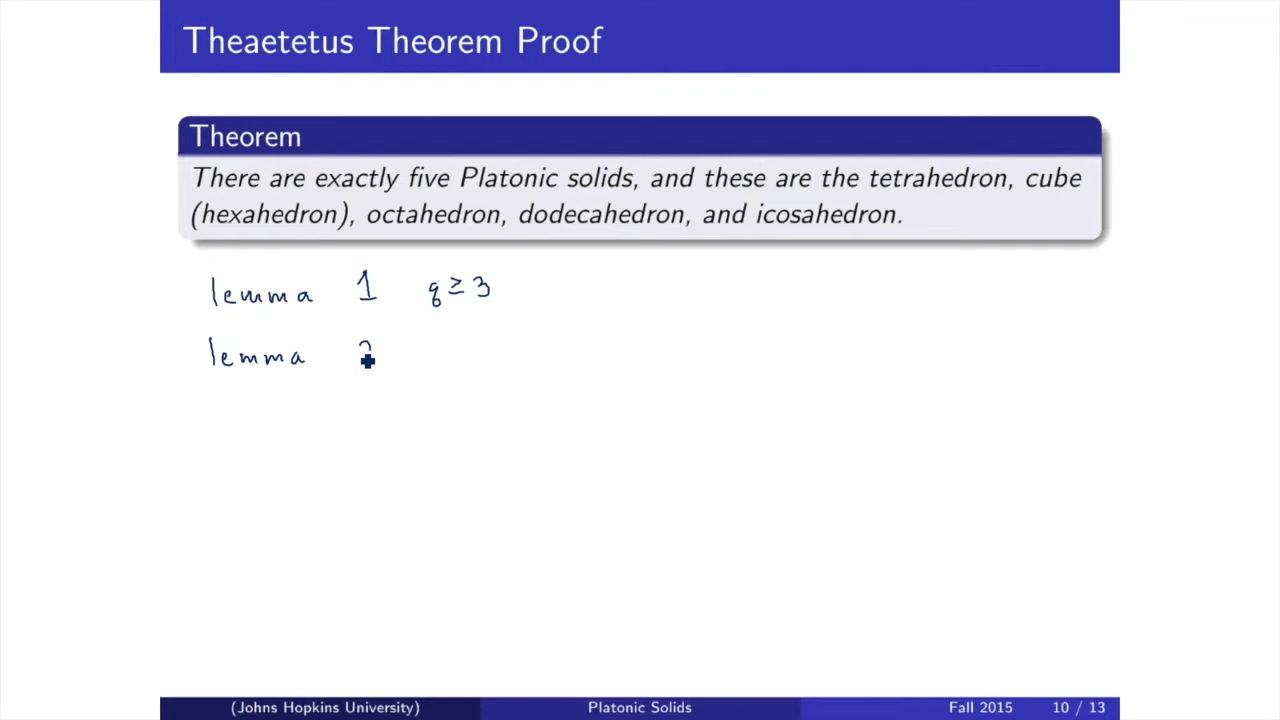 Theaetetus Theorem Proof
Theorem
There are exactly five Platonic solids, and these are the tetrahedron, cube
(hexahedron), octahedron, dodecahedron, and icosahedron.
lemma 1 q ≥ 3
lemma
(Johns Hopkins University) Platonic Solids Fall 2015 10 / 13